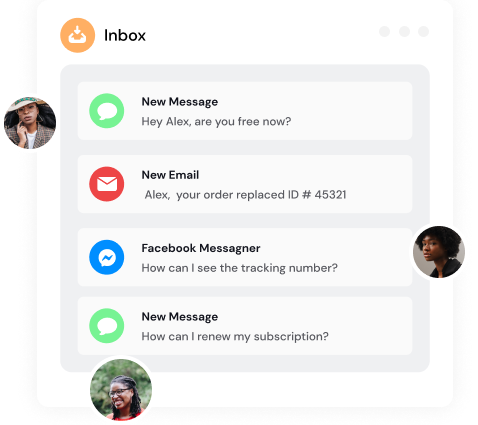 Inbox
New Message
Hey Alex, are you free now?
New Email
Alex, your order replaced ID # 45321
Facebook Messagner
How can I see the tracking number?
New Message
How can I renew my subscription?